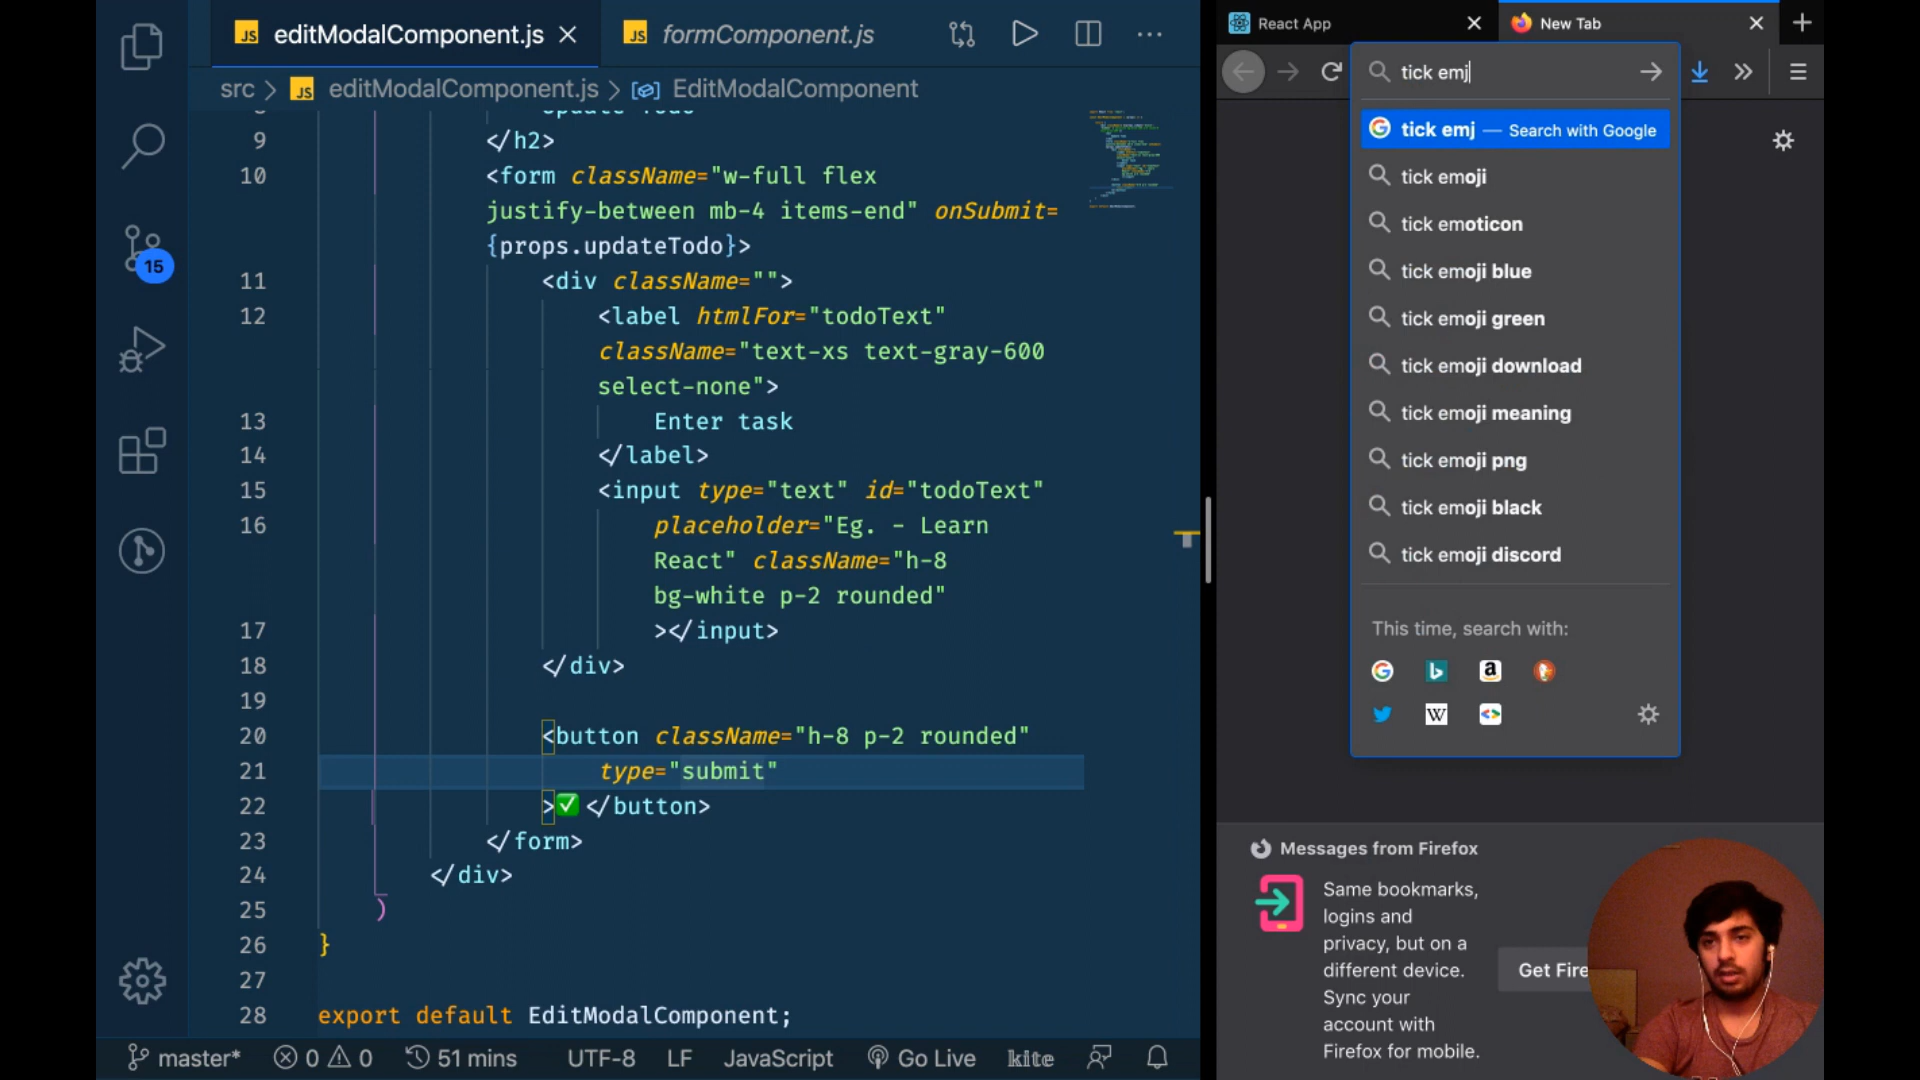 editModalComponent.js
formComponent.js
src > editModalComponent.js > EditModalComponent
9 </h2>
10 <form className="w-full flex
justify-between mb-4 items-end" onSubmit=
{props.updateTodo}>
11 <div className="">
12 <label htmlFor="todoText"
className="text-xs text-gray-600
select-none">
13 Enter task
14 </label>
15 <input type="text" id="todoText"
16 placeholder="Eg. - Learn
React" className="h-8
bg-white p-2 rounded"
17 ></input>
18 </div>
19
20 <button className="h-8 p-2 rounded"
21 type="submit"
22 >✅</button>
23 </form>
24 </div>
25 )
26 }
27
28 export default EditModalComponent;
15
master* 0 0 51 mins UTF-8 LF JavaScript Go Live kite
React App
New Tab
tick emj
tick emj — Search with Google
tick emoji
tick emoticon
tick emoji blue
tick emoji green
tick emoji download
tick emoji meaning
tick emoji png
tick emoji black
tick emoji discord
This time, search with:
Messages from Firefox
Same bookmarks,
logins and
privacy, but on a
different device.
Sync your
account with
Firefox for mobile.
Get Fire